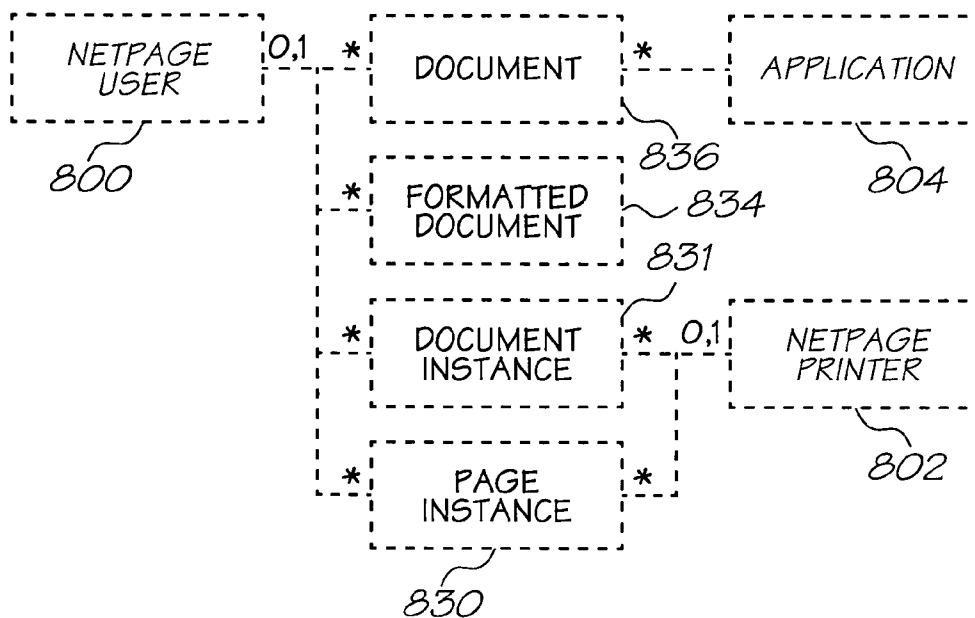 NETPAGE
USER
0,1
*
DOCUMENT
*
APPLICATION
800
836
804
*
FORMATTED
DOCUMENT
834
831
*
DOCUMENT
INSTANCE
*
0,1
NETPAGE
PRINTER
802
*
PAGE
INSTANCE
*
830